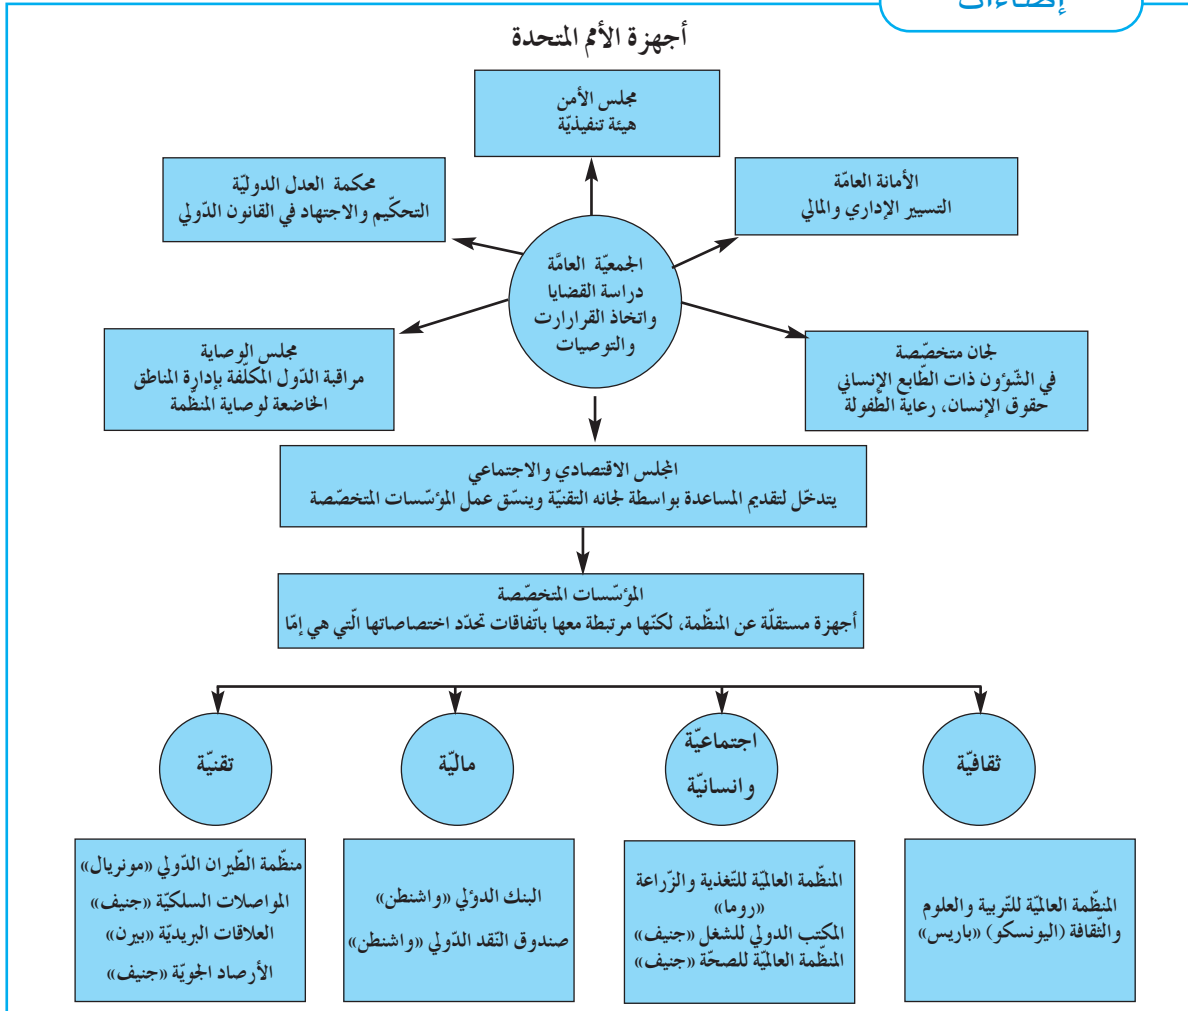 أجهزة الأمم المتحدة
مجلس الأمن
هيئة تنفيذيّة
الأمانة العامّة
التسيير الإداري والمالي
محكمة العدل الدوليّة
التحكّيم والاجتهاد في القانون الدّولي
الجمعيّة العامَّة
دراسة القضايا
واتخاذ القرارارت
والتوصيات
لجان متخصّصة
في الشّؤون ذات الطّابع الإنساني
حقوق الإنسان، رعاية الطفولة
مجلس الوصاية
مراقبة الدّول المكلّفة بإدارة المناطق
الخاضعة لوصاية المنظّمة
المجلس الاقتصادي والاجتماعي
يتدخّل لتقديم المساعدة بواسطة لجانه التقنيّة وينسّق عمل المؤسّسات المتخصّصة
المؤسّسات المتخصّصة
أجهزة مستقلّة عن المنظّمة، لكنّها مرتبطة معها باتّفاقات تحدّد اختصاصاتها الّتي هي إمّا
ثقافيّة
اجتماعيّة
وانسانيّة
ماليّة
تقنيّة
المنظّمة العالميّة للتّربية والعلوم
والثّقافة (اليونسكو) «باريس»
المنظّمة العالميّة للتّغذية والزّراعة
«روما»
المكتب الدولي للشغل «جنيف»
المنظّمة العالميّة للصحّة «جنيف»
البنك الدوْلي «واشنطن»
صندوق النّقد الدّولي «واشنطن»
منظّمة الطّيران الدّولي «مونريال»
المواصلات السلكيّة «جنيف»
العلاقات البريديّة «بيرن»
الأرصاد الجويّة «جنيف»